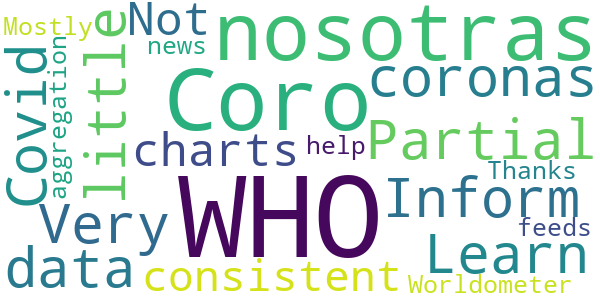 Mostly
Not
nosotras
news
little
Covid
aggregation
Coro
coronas
charts
help
Partial
WHO
Thanks
Very
Inform
feeds
data
consistent
Learn
Worldometer